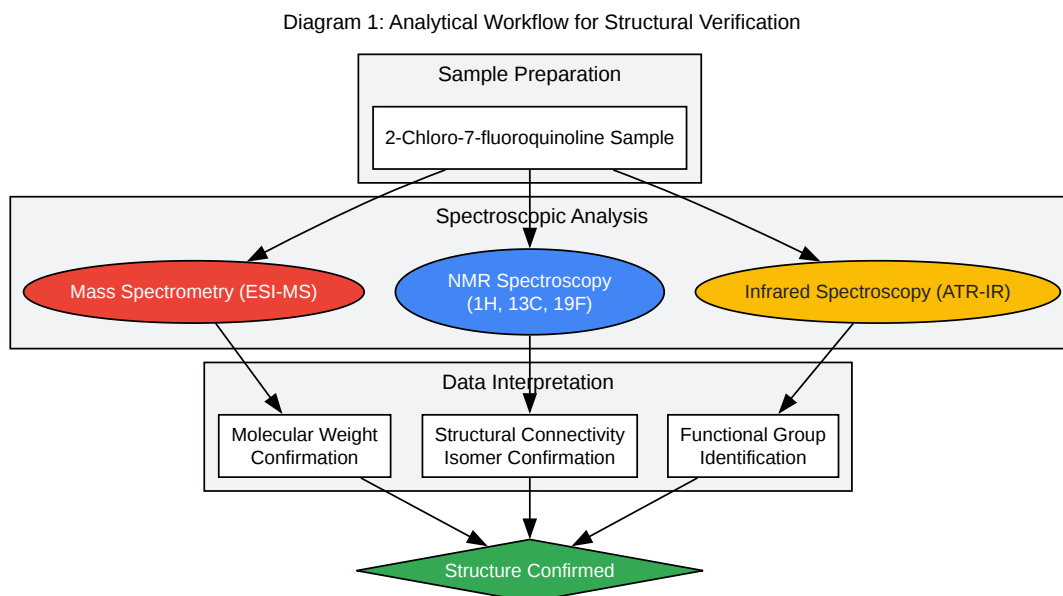 Diagram 1: Analytical Workflow for Structural Verification
Sample Preparation
2-Chloro-7-fluoroquinoline Sample
Spectroscopic Analysis
Mass Spectrometry (ESI-MS)
NMR Spectroscopy
(1H, 13C, 19F)
Infrared Spectroscopy (ATR-IR)
Data Interpretation
Molecular Weight
Confirmation
Structural Connectivity
Isomer Confirmation
Functional Group
Identification
Structure Confirmed